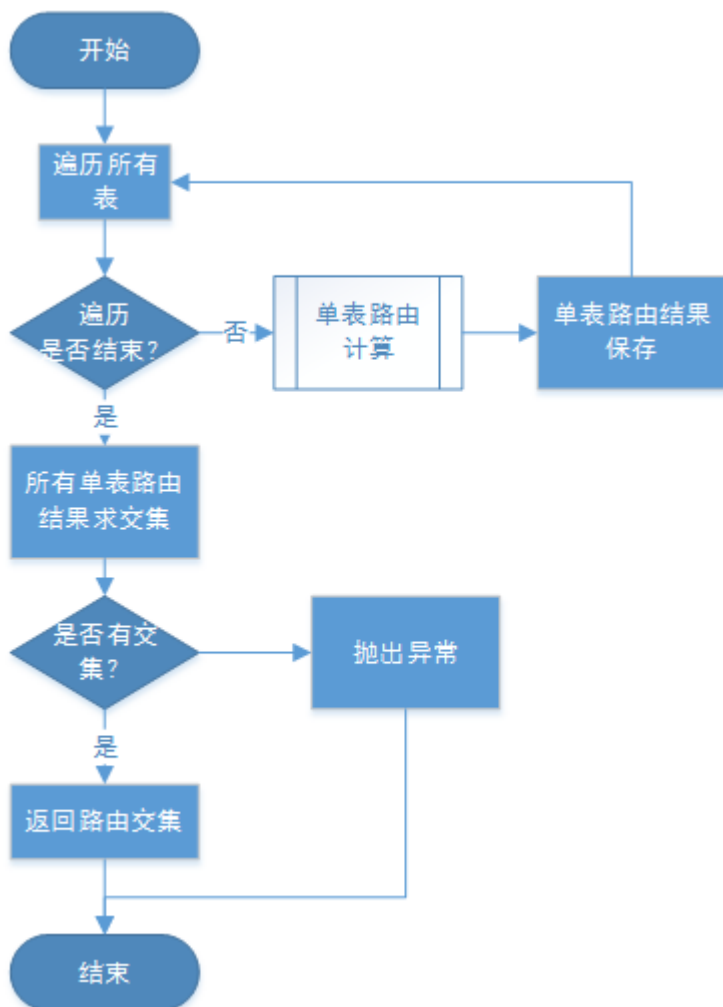 开始
遍历所有
表
遍历
是否结束？
否
单表路由
计算
单表路由结果
保存
是
所有单表路由
结果求交集
是否有交
集？
抛出异常
是
返回路由交集
结束